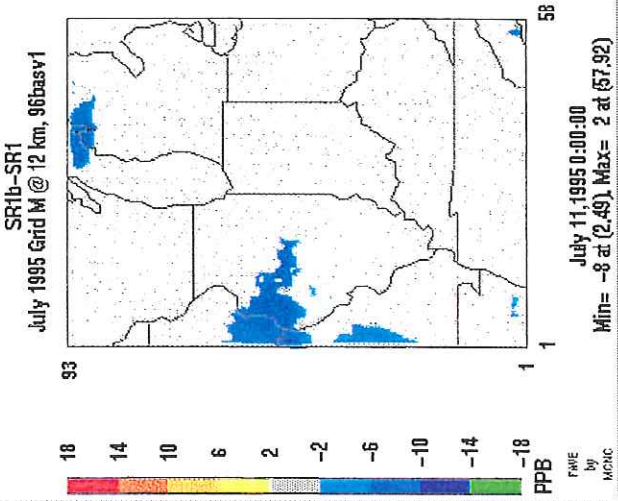 SR1b-SR1
July 1995 Grid M @ 12 km, 96basv1
18
14
10
6
2
-2
-6
-10
-14
-18
PPB
93
1
1
58
PAVE
by
MCNC
July 11,1995 0:00:00
Min= -8 at (2,49), Max= 2 at (57,92)